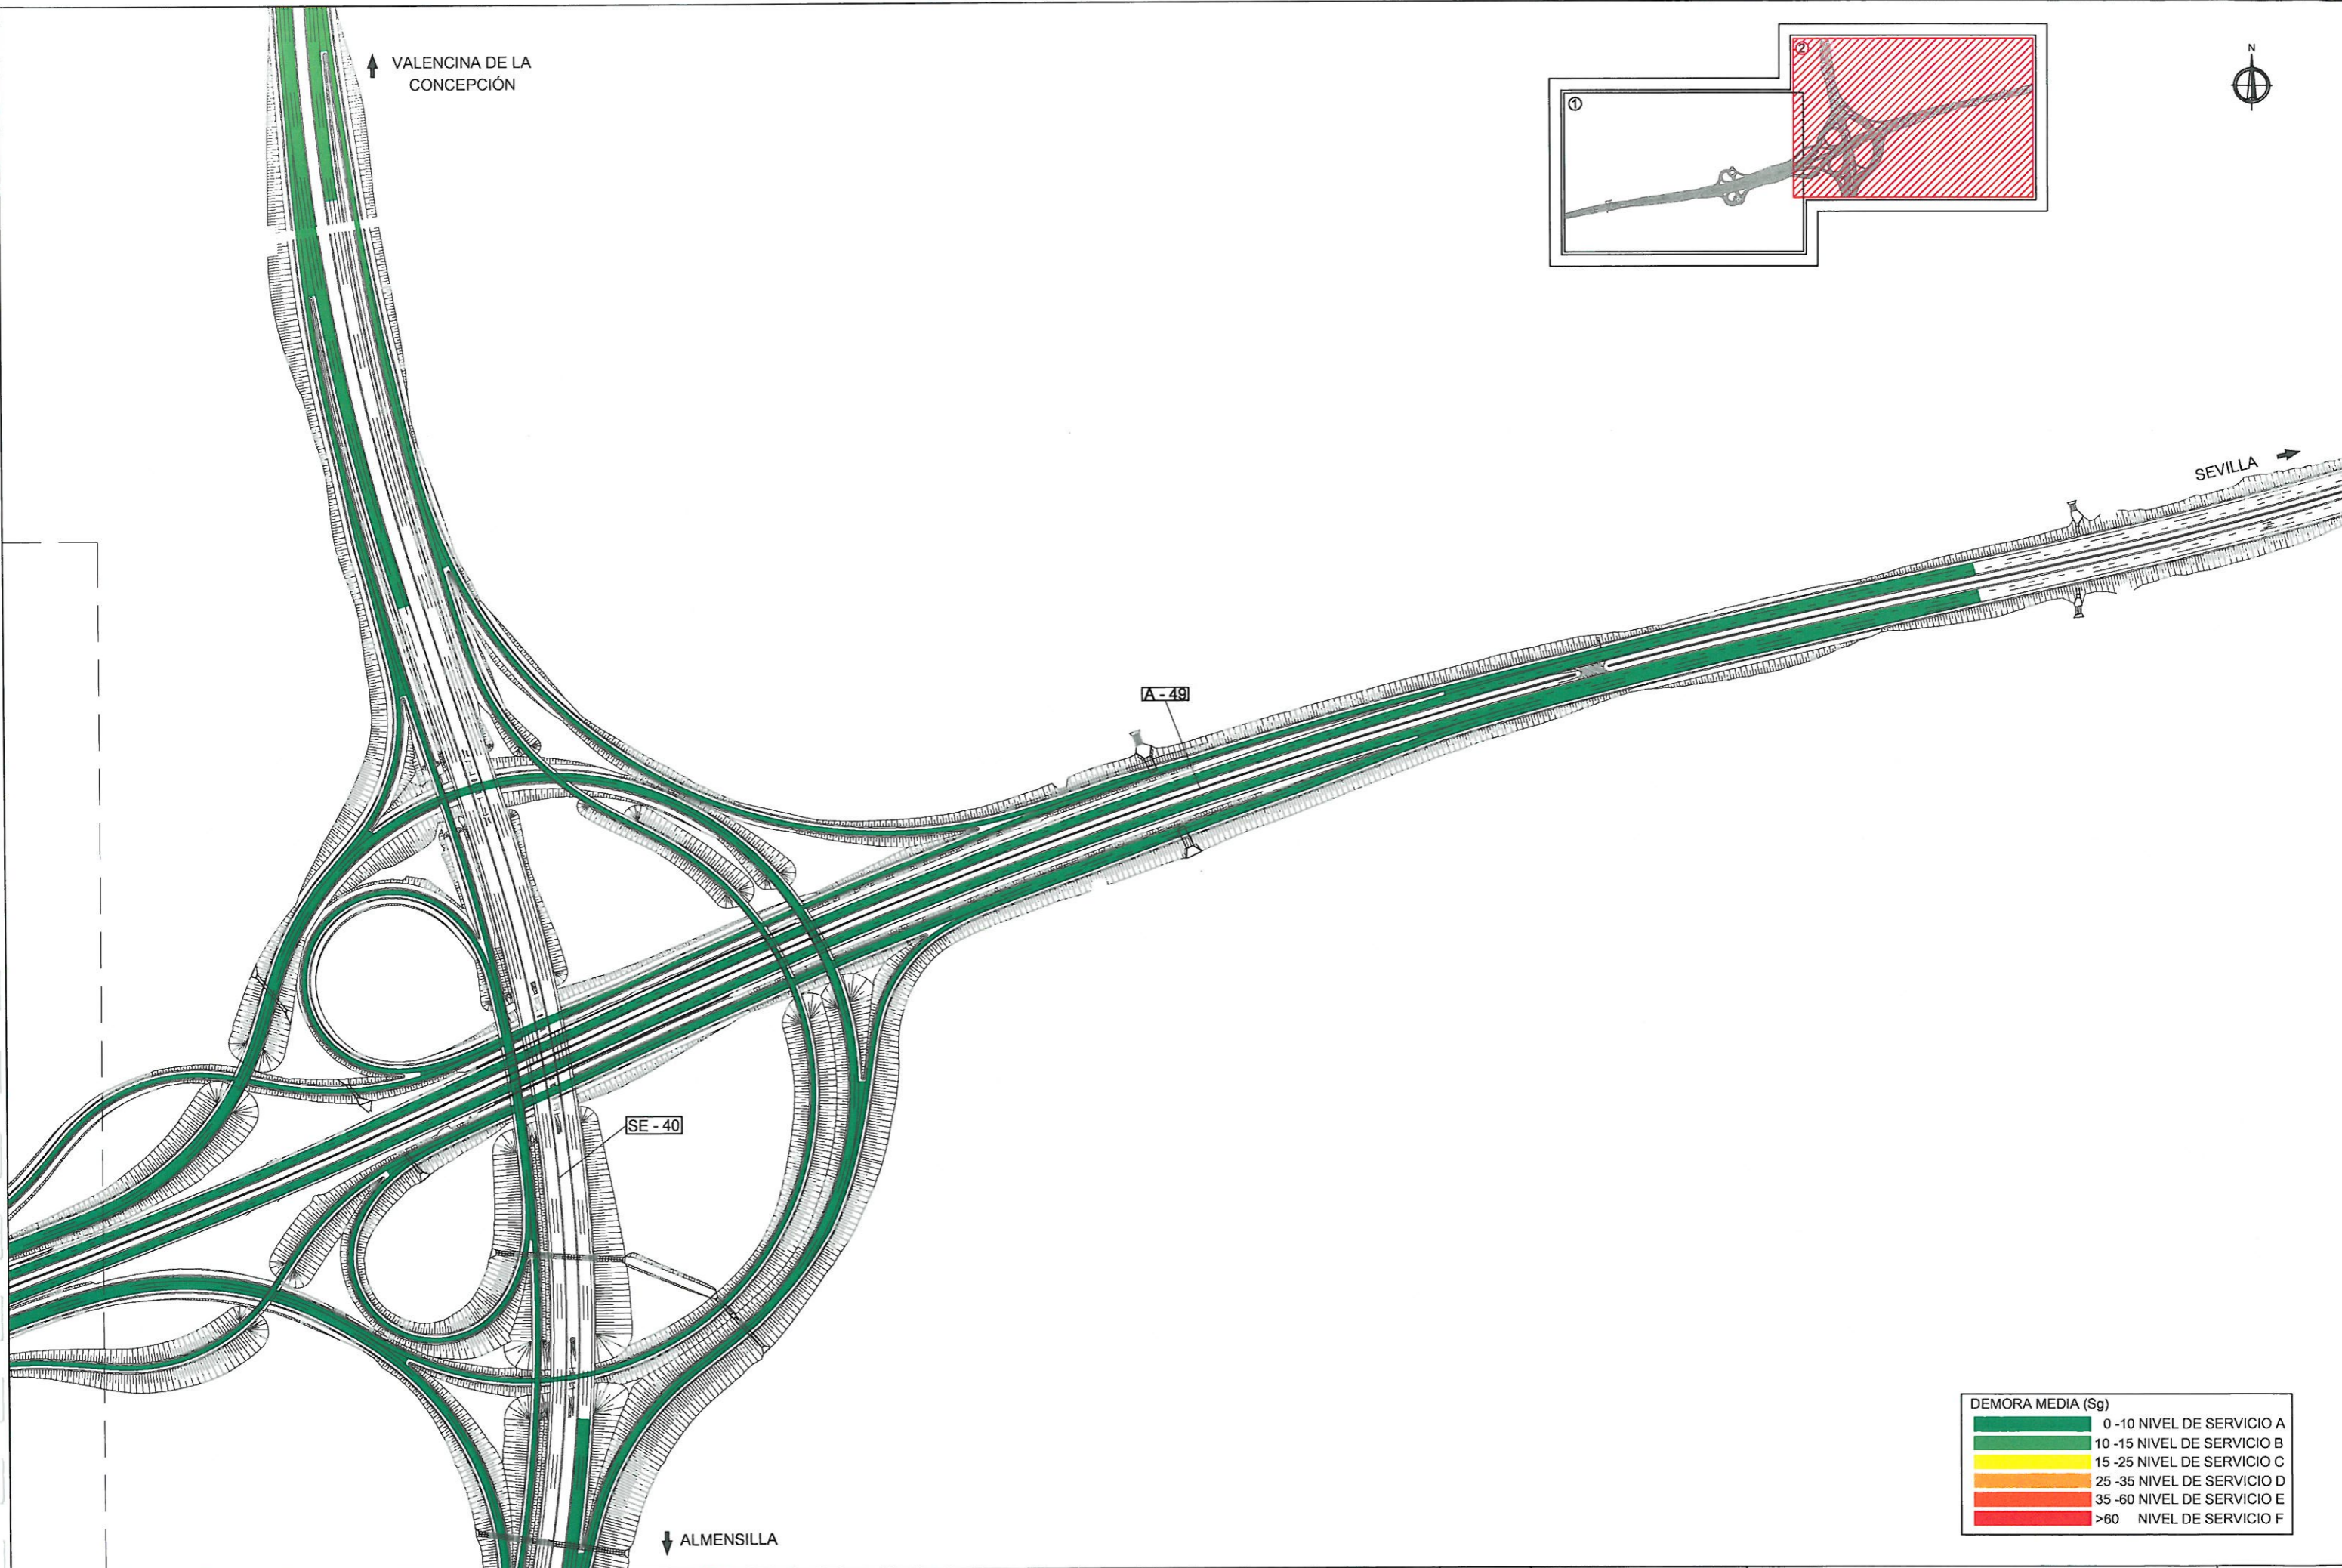 VALENCINA DE LA
CONCEPCIÓN
②
①
N
SEVILLA
A - 49
SE - 40
ALMENSILLA
DEMORA MEDIA (Sg)
0 -10 NIVEL DE SERVICIO A
10 -15 NIVEL DE SERVICIO B
15 -25 NIVEL DE SERVICIO C
25 -35 NIVEL DE SERVICIO D
35 -60 NIVEL DE SERVICIO E
>60 NIVEL DE SERVICIO F